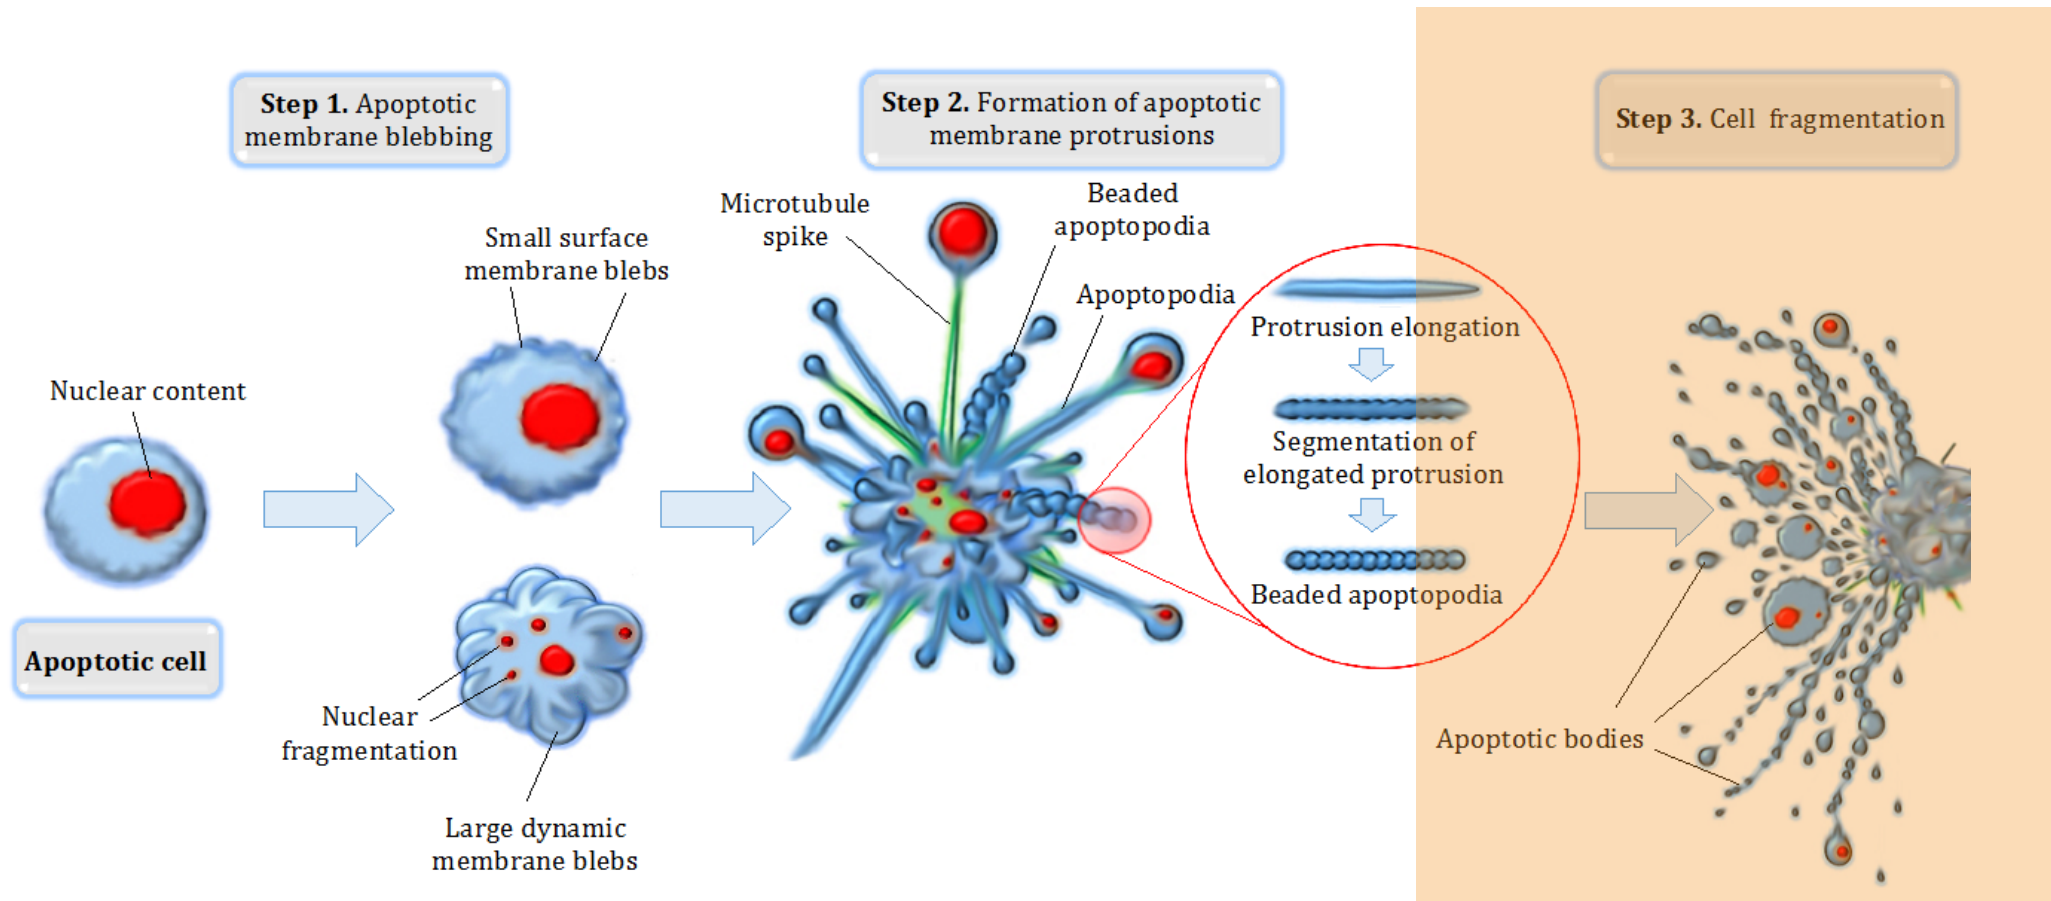 Step 1. Apoptotic
membrane blebbing
Step 2. Formation of apoptotic
membrane protrusions
Step 3. Cell fragmentation
Nuclear content
Apoptotic cell
Small surface
membrane blebs
Nuclear
fragmentation
Large dynamic
membrane blebs
Microtubule
spike
Beaded
apoptopodia
Apoptopodia
Protrusion elongation
Segmentation of
elongated protrusion
Beaded apoptopodia
Apoptotic bodies